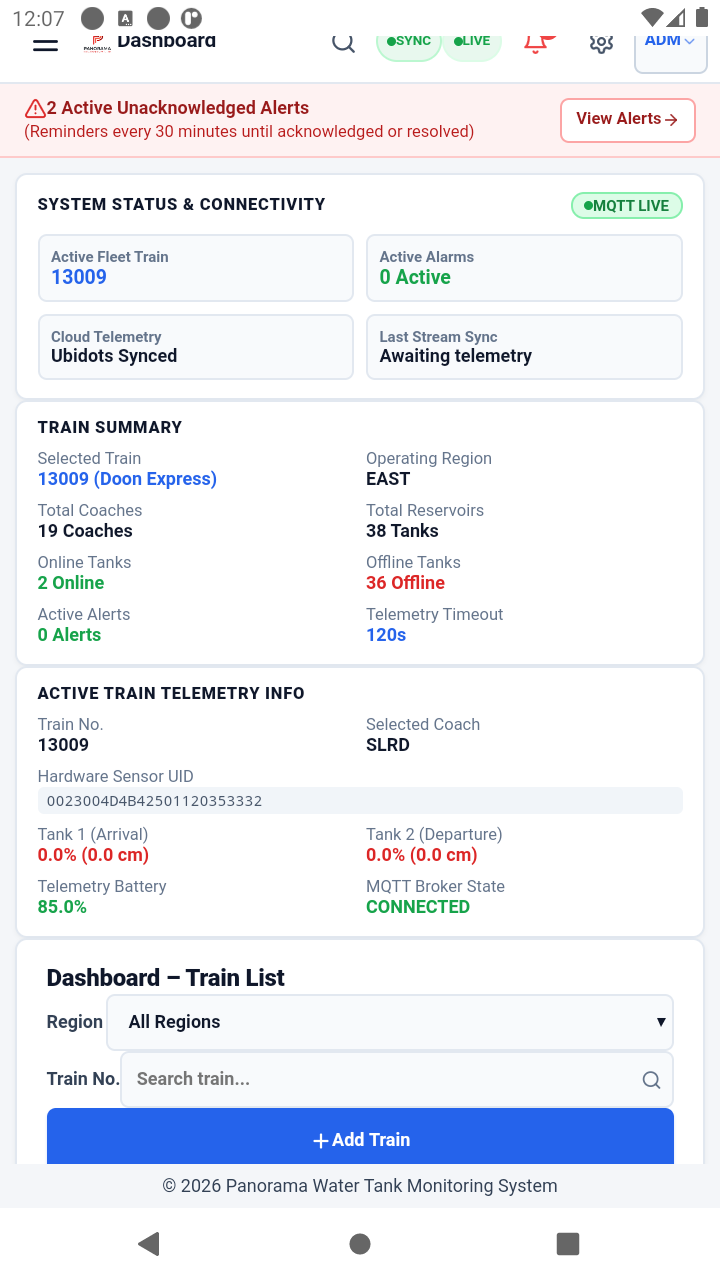 12:07
Dashboard
SYNC
LIVE
ADM
2 Active Unacknowledged Alerts
(Reminders every 30 minutes until acknowledged or resolved)
View Alerts→
SYSTEM STATUS & CONNECTIVITY
MQTT LIVE
Active Fleet Train
13009
Active Alarms
0 Active
Cloud Telemetry
Ubidots Synced
Last Stream Sync
Awaiting telemetry
TRAIN SUMMARY
Selected Train
13009 (Doon Express)
Operating Region
EAST
Total Coaches
19 Coaches
Total Reservoirs
38 Tanks
Online Tanks
2 Online
Offline Tanks
36 Offline
Active Alerts
0 Alerts
Telemetry Timeout
120s
ACTIVE TRAIN TELEMETRY INFO
Train No.
13009
Selected Coach
SLRD
Hardware Sensor UID
0023004D4B42501120353332
Tank 1 (Arrival)
0.0% (0.0 cm)
Tank 2 (Departure)
0.0% (0.0 cm)
Telemetry Battery
85.0%
MQTT Broker State
CONNECTED
Dashboard – Train List
Region
All Regions
Train No.
Search train...
+Add Train
© 2026 Panorama Water Tank Monitoring System